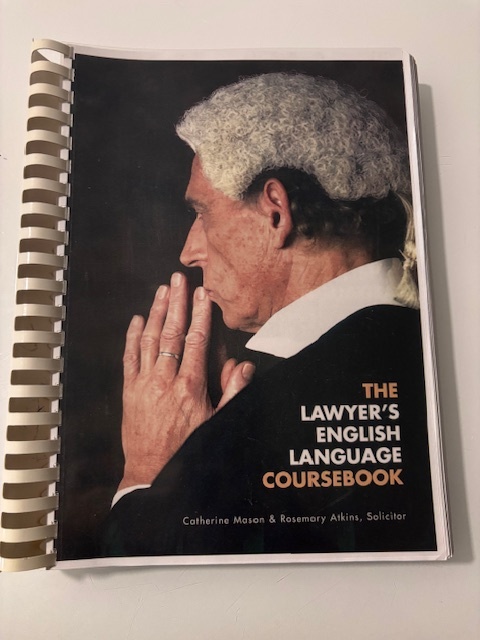 THE
LAWYER'S
ENGLISH
LANGUAGE
COURSEBOOK
Catherine Mason & Rosemary Atkins, Solicitor